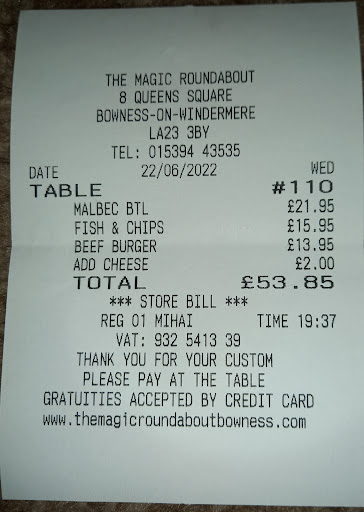 THE MAGIC ROUNDABOUT
8 QUEENS SQUARE
BOWNESS-ON-WINDERMERE
LA23 3BY
TEL: 015394 43535
DATE 22/06/2022 WED
TABLE #110
MALBEC BTL £21.95
FISH & CHIPS £15.95
BEEF BURGER £13.95
ADD CHEESE £2.00
TOTAL £53.85
*** STORE BILL ***
REG 01 MIHAI TIME 19:37
VAT: 932 5413 39
THANK YOU FOR YOUR CUSTOM
PLEASE PAY AT THE TABLE
GRATUITIES ACCEPTED BY CREDIT CARD
www.themagicroundaboutbowness.com